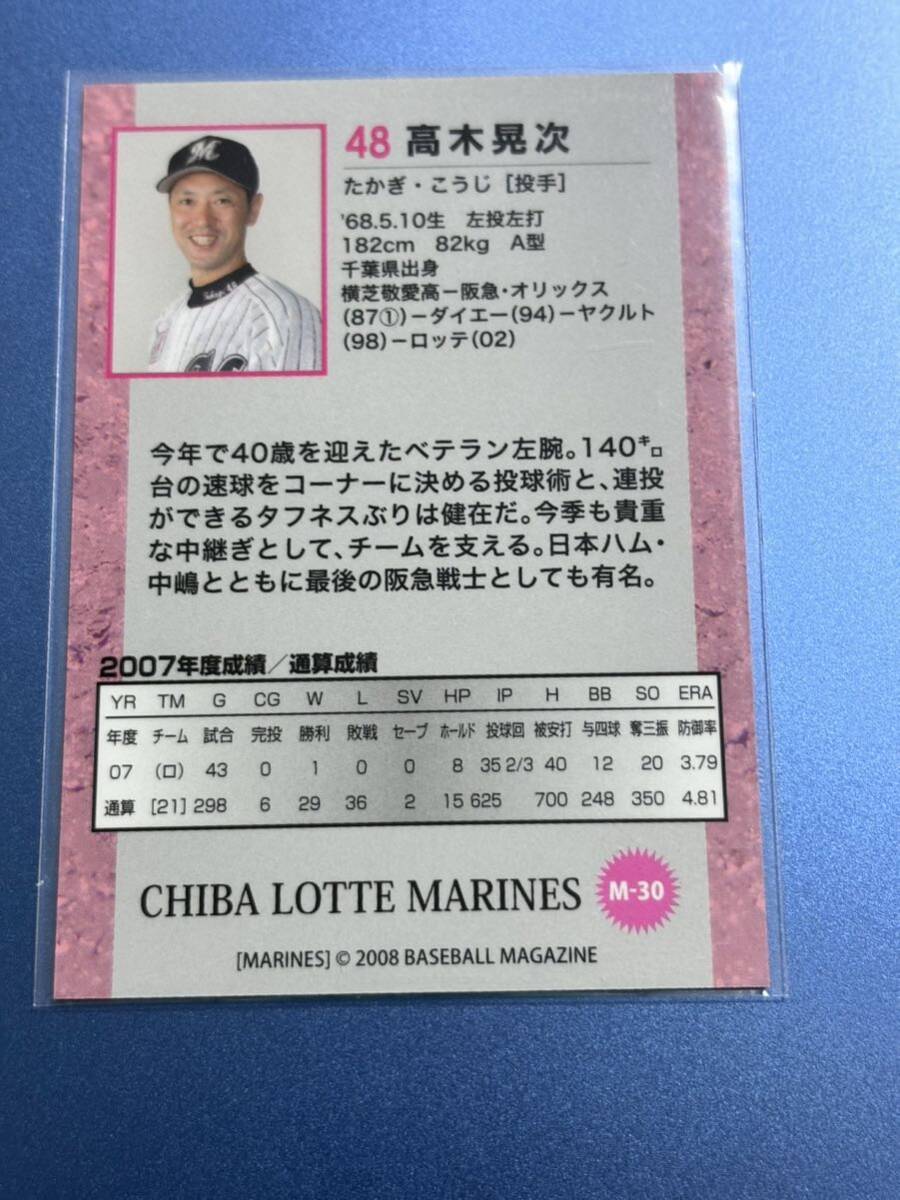 48 高木晃次
たかぎ・こうじ [投手]
'68.5.10生 左投左打
182cm 82kg A型
千葉県出身
横芝敬愛高－阪急・オリックス
(87①)－ダイエー(94)－ヤクルト
(98)－ロッテ(02)
今年で40歳を迎えたベテラン左腕。140㌔
台の速球をコーナーに決める投球術と、連投
ができるタフネスぶりは健在だ。今季も貴重
な中継ぎとして、チームを支える。日本ハム・
中嶋とともに最後の阪急戦士としても有名。
2007年度成績／通算成績
YR TM G CG W L SV HP IP H BB SO ERA
年度 チーム 試合 完投 勝利 敗戦 セーブ ホールド 投球回 被安打 与四球 奪三振 防御率
07 (ロ) 43 0 1 0 0 8 35 2/3 40 12 20 3.79
通算 [21] 298 6 29 36 2 15 625 700 248 350 4.81
CHIBA LOTTE MARINES M-30
[MARINES] © 2008 BASEBALL MAGAZINE